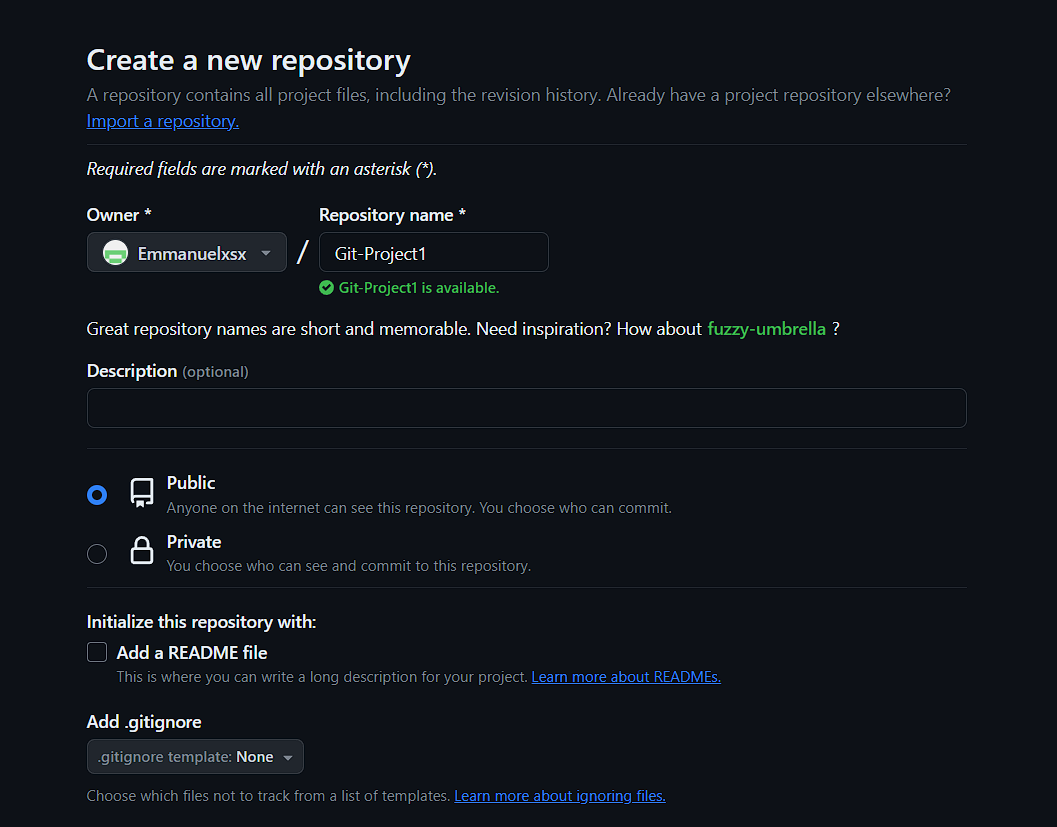 Create a new repository
A repository contains all project files, including the revision history. Already have a project repository elsewhere?
Import a repository.
Required fields are marked with an asterisk (*).
Owner * Repository name *
Emmanuelxsx / Git-Project1
Git-Project1 is available.
Great repository names are short and memorable. Need inspiration? How about fuzzy-umbrella ?
Description (optional)
Public
Anyone on the internet can see this repository. You choose who can commit.
Private
You choose who can see and commit to this repository.
Initialize this repository with:
Add a README file
This is where you can write a long description for your project. Learn more about READMEs.
Add .gitignore
.gitignore template: None
Choose which files not to track from a list of templates. Learn more about ignoring files.